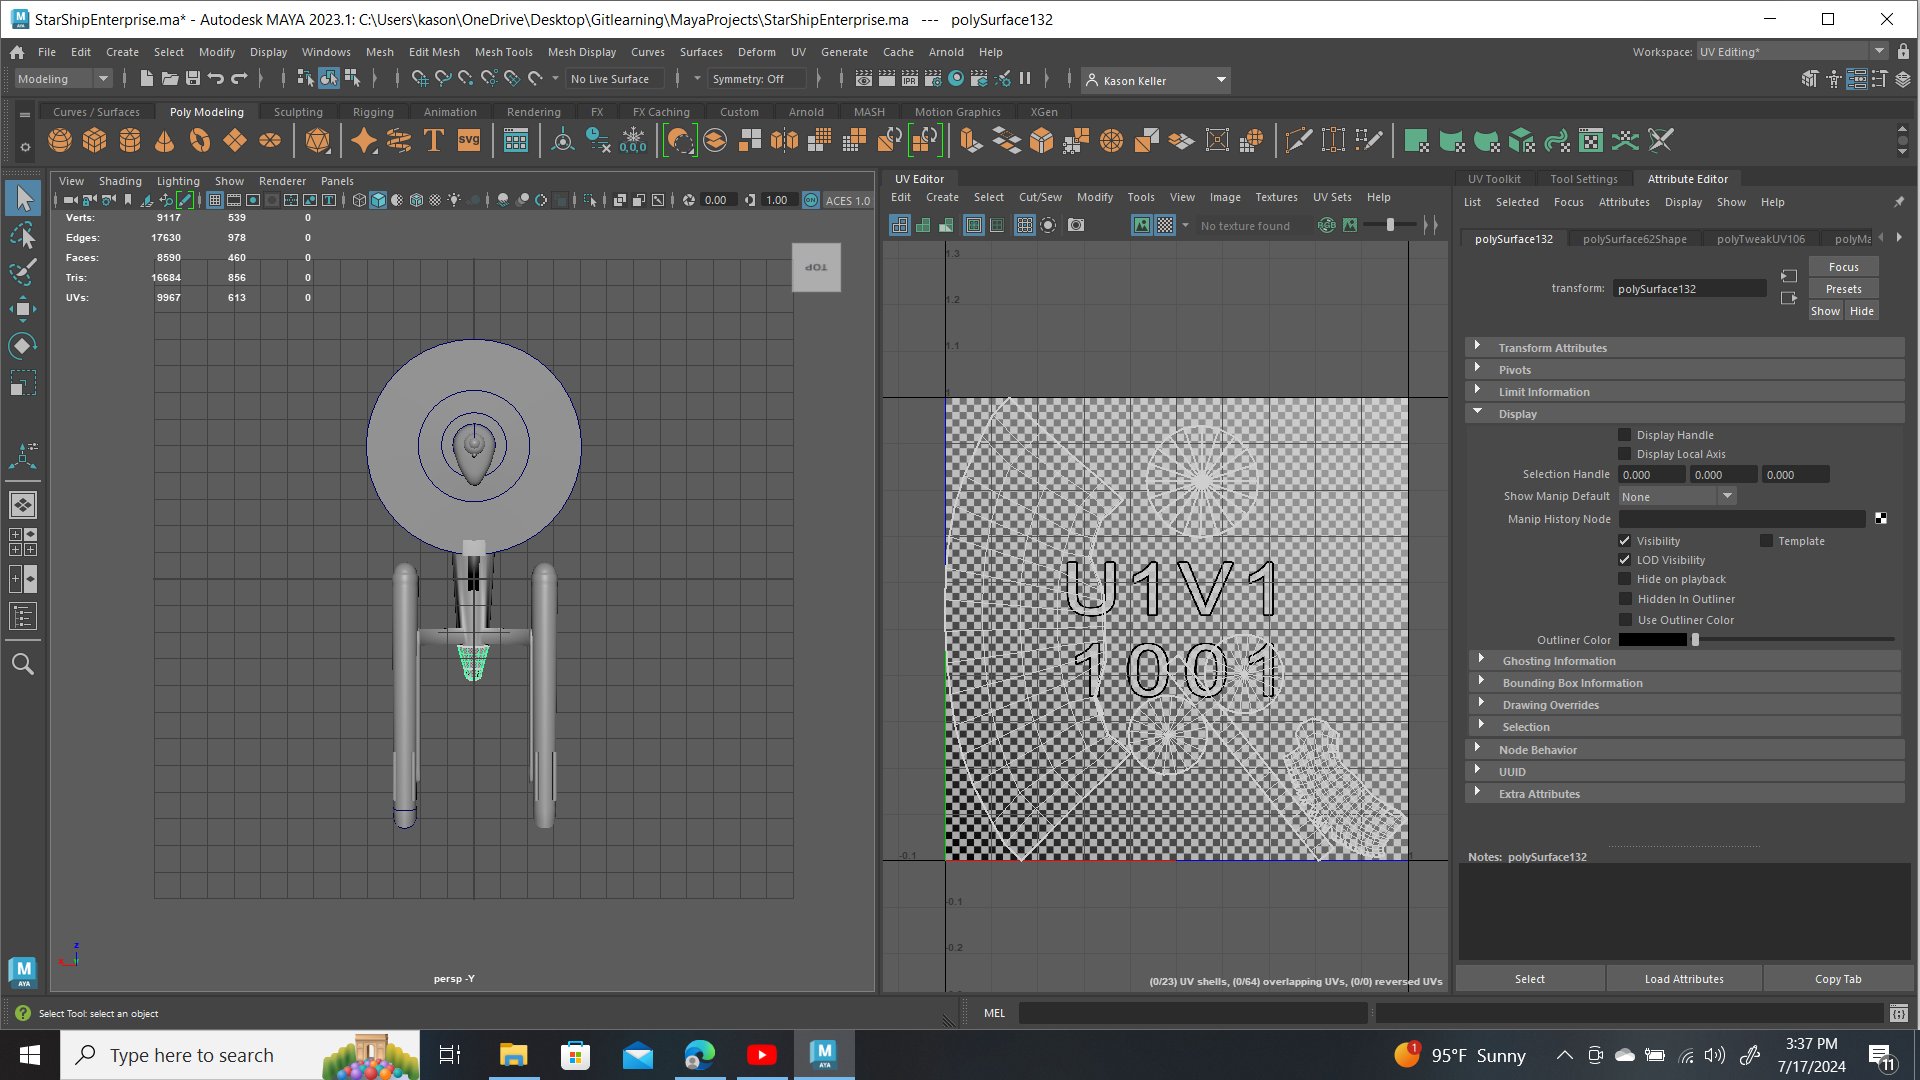 StarShipEnterprise.ma* - Autodesk MAYA 2023.1: C:\Users\kason\OneDrive\Desktop\Gitlearning\MayaProjects\StarShipEnterprise.ma --- polySurface132
File Edit Create Select Modify Display Windows Mesh Edit Mesh Mesh Tools Mesh Display Curves Surfaces Deform UV Generate Cache Arnold Help
Workspace: UV Editing*
Modeling No Live Surface Symmetry: Off Kason Keller
Curves / Surfaces Poly Modeling Sculpting Rigging Animation Rendering FX FX Caching Custom Arnold MASH Motion Graphics XGen
View Shading Lighting Show Renderer Panels
0.00 1.00 ACES 1.0
Verts: 9117 539 0
Edges: 17630 978 0
Faces: 8590 460 0
Tris: 16684 856 0
UVs: 9967 613 0
TOP
persp -Y
UV Editor
Edit Create Select Cut/Sew Modify Tools View Image Textures UV Sets Help
No texture found
1.3
1.2
1.1
1
U1V1
1001
-0.1
-0.1
-0.2
(0/23) UV shells, (0/64) overlapping UVs, (0/0) reversed UVs
UV Toolkit Tool Settings Attribute Editor
List Selected Focus Attributes Display Show Help
polySurface132 polySurface62Shape polyTweakUV106 polyMa
transform: polySurface132
Focus
Presets
Show Hide
Transform Attributes
Pivots
Limit Information
Display
Display Handle
Display Local Axis
Selection Handle 0.000 0.000 0.000
Show Manip Default None
Manip History Node
Visibility Template
LOD Visibility
Hide on playback
Hidden In Outliner
Use Outliner Color
Outliner Color
Ghosting Information
Bounding Box Information
Drawing Overrides
Selection
Node Behavior
UUID
Extra Attributes
Notes: polySurface132
Select Load Attributes Copy Tab
Select Tool: select an object
MEL
Type here to search
95°F Sunny
3:37 PM
7/17/2024
11